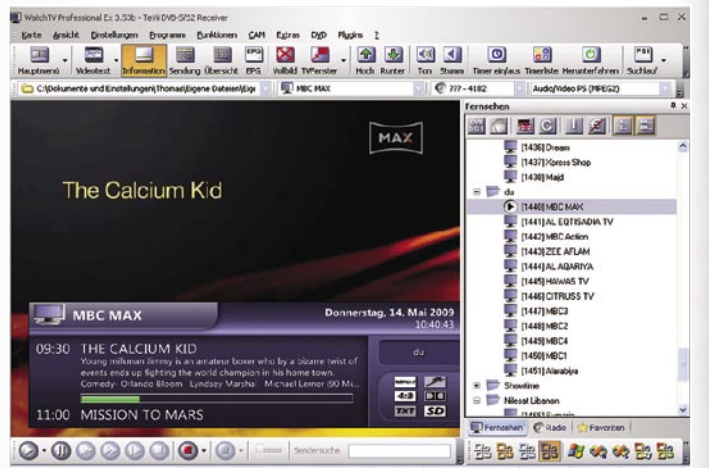 WatchTV Professional Ex 3.53b - TeVii DVB-S/S2 Receiver
Karte Ansicht Einstellungen Programm Funktionen CAM Extras DVD Plugins ?
Hauptmenü Videotext Information Sendung Übersicht EPG Vollbild TVFenster Hoch Runter Ton Stumm Timer ein/aus Timerliste Herunterfahren Suchlauf
C:\Dokumente und Einstellungen\Thomas\Eigene Dateien\Eige MBC MAX ??? - 4182 Audio/Video PS (MPEG2)
Fernsehen
MAX
The Calcium Kid
[1436] Dream
[1437] Xpress Shop
[1438] Majd
du
[1440] MBC MAX
[1441] AL EQTISADIA TV
[1442] MBC Action
[1443] ZEE AFLAM
[1444] AL AQARIYA
[1445] HAWAS TV
[1446] CITRUSS TV
[1447] MBC3
[1448] MBC2
[1449] MBC4
[1450] MBC1
[1451] Alarabiya
Showtime
Nilesat Libanon
MBC MAX
Donnerstag, 14. Mai 2009
10:40:43
09:30 THE CALCIUM KID
Young milkman Jimmy is an amateur boxer who by a bizarre twist of
events ends up fighting the world champion in his home town.
Comedy- Orlando Bloom Lyndsey Marshal Michael Lerner (90 Mi...
11:00 MISSION TO MARS
du
4:3
TXT SD
Fernsehen Radio Favoriten
Sendersuche